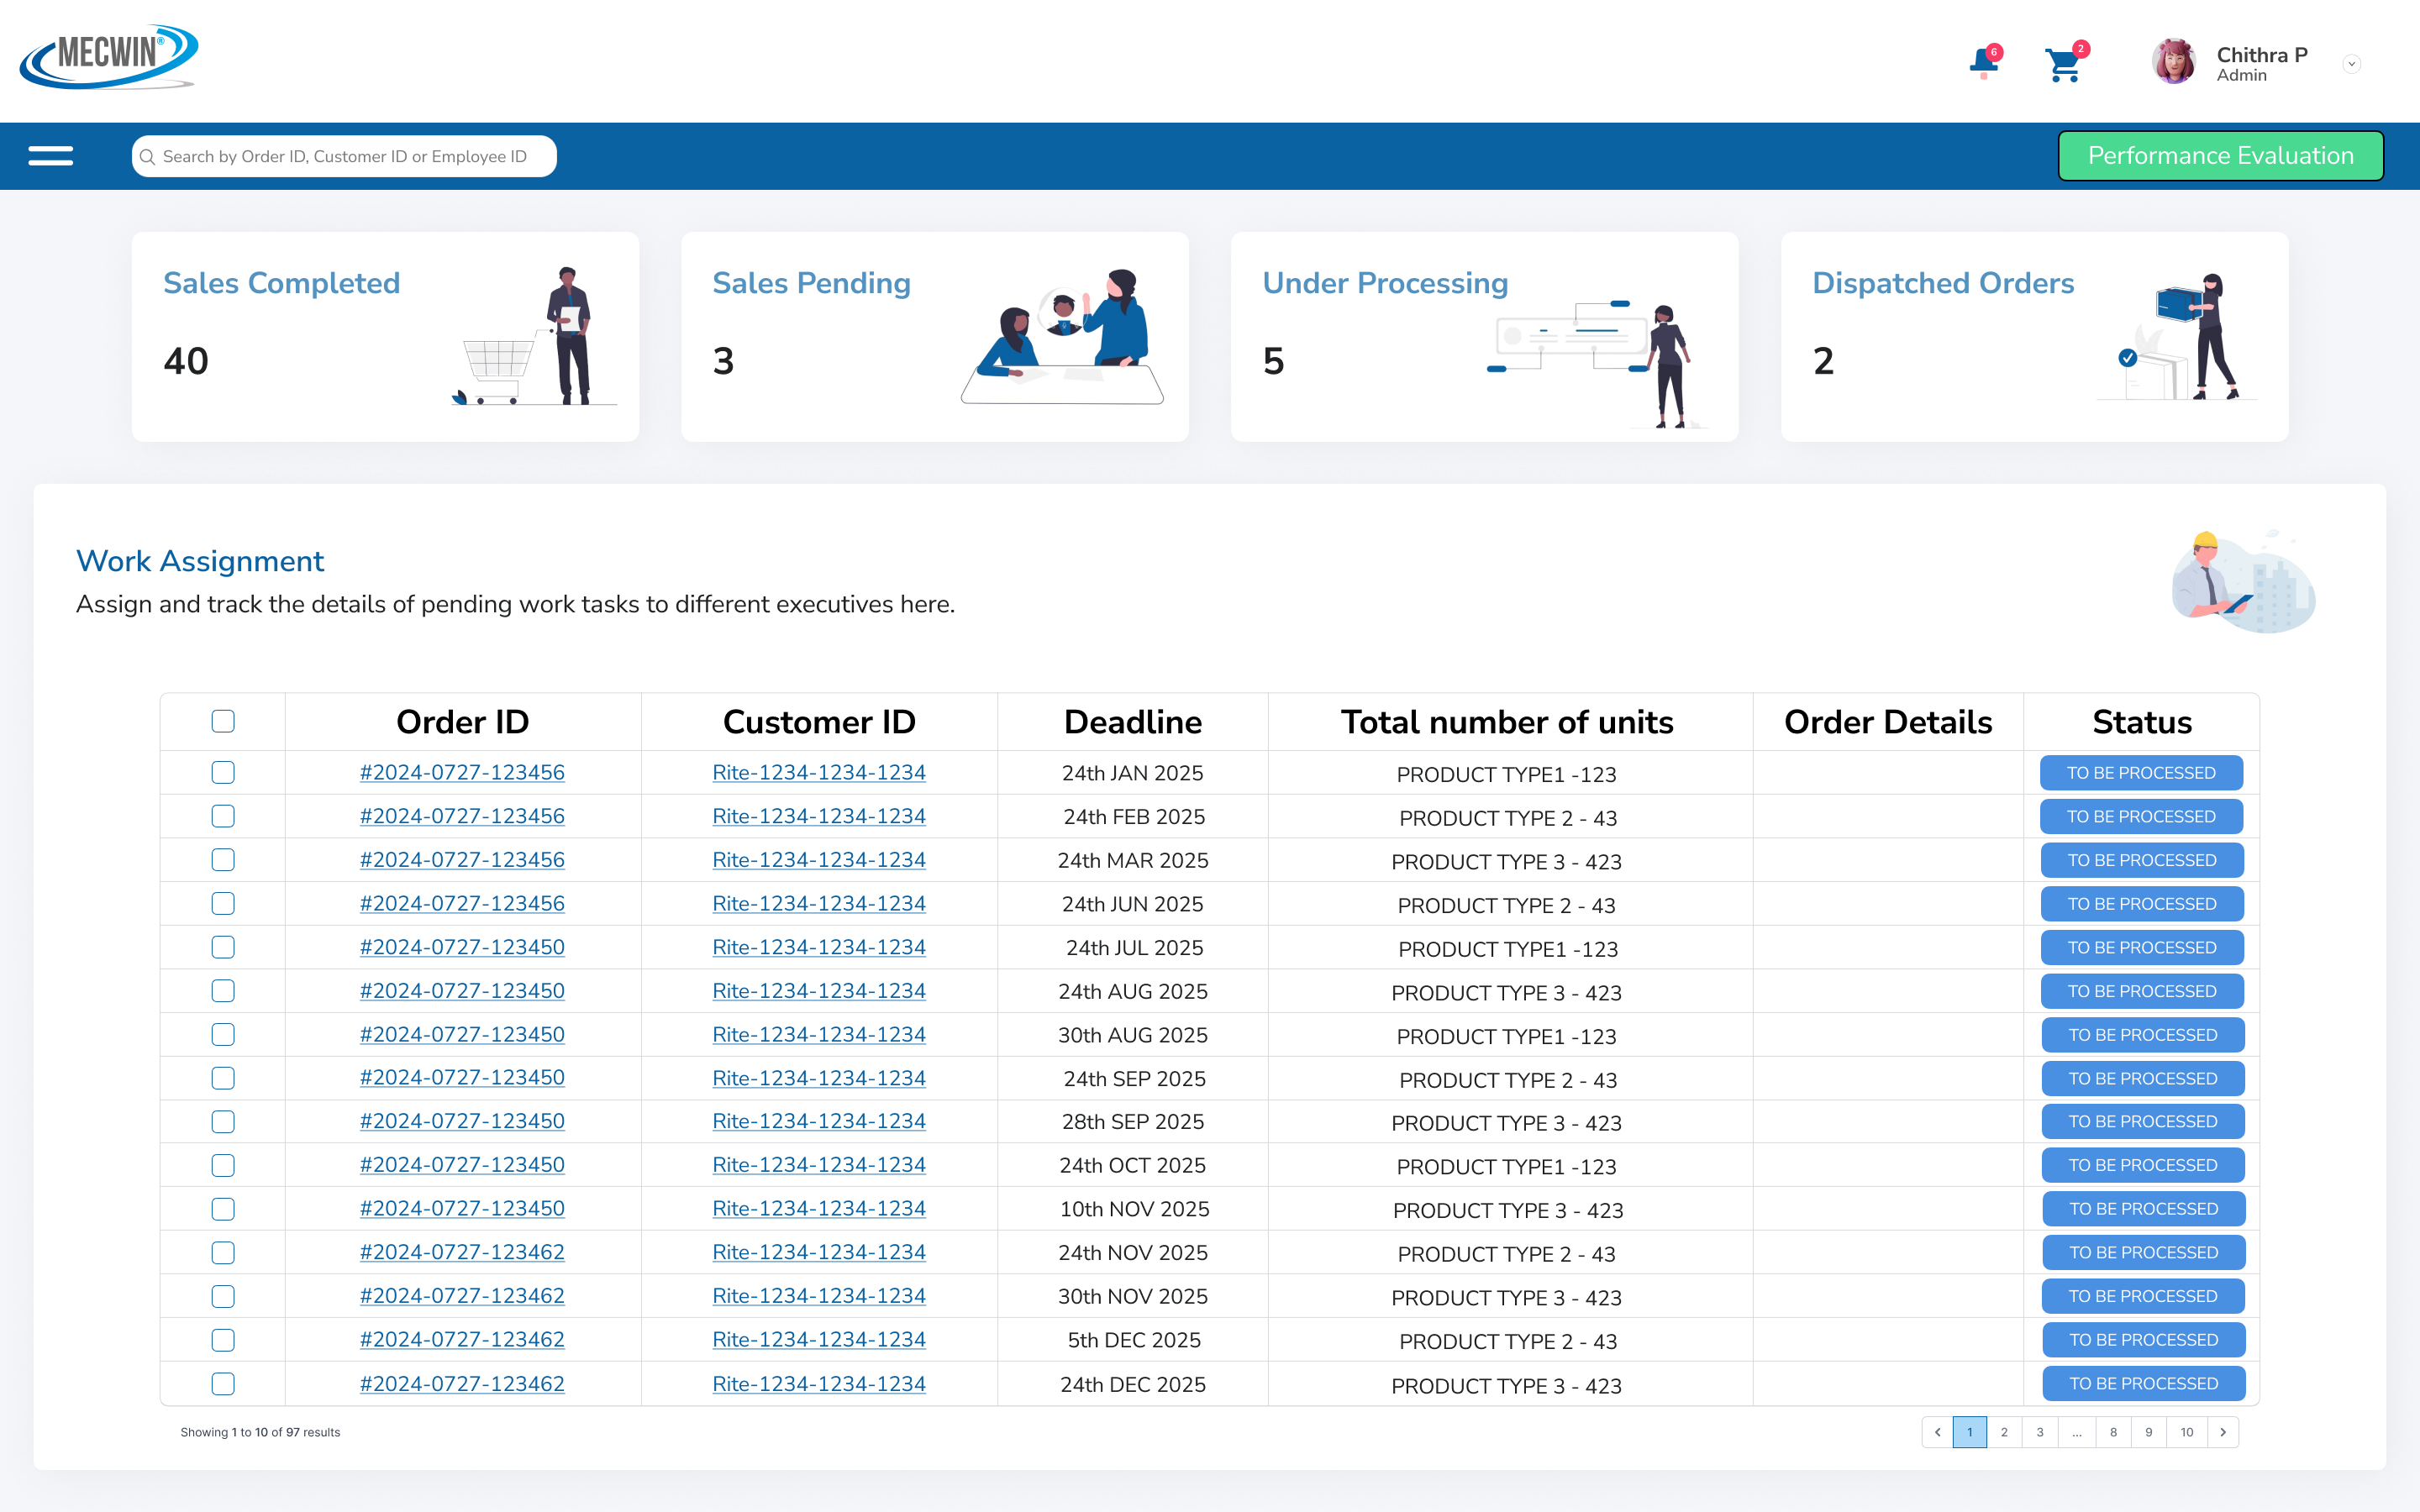 MECWIN®
6
2
Chithra P
Admin
Search by Order ID, Customer ID or Employee ID
Performance Evaluation
Sales Completed
40
Sales Pending
3
Under Processing
5
Dispatched Orders
2
Work Assignment
Assign and track the details of pending work tasks to different executives here.
Order ID Customer ID Deadline Total number of units Order Details Status
#2024-0727-123456 Rite-1234-1234-1234 24th JAN 2025 PRODUCT TYPE1 -123 TO BE PROCESSED
#2024-0727-123456 Rite-1234-1234-1234 24th FEB 2025 PRODUCT TYPE 2 - 43 TO BE PROCESSED
#2024-0727-123456 Rite-1234-1234-1234 24th MAR 2025 PRODUCT TYPE 3 - 423 TO BE PROCESSED
#2024-0727-123456 Rite-1234-1234-1234 24th JUN 2025 PRODUCT TYPE 2 - 43 TO BE PROCESSED
#2024-0727-123450 Rite-1234-1234-1234 24th JUL 2025 PRODUCT TYPE1 -123 TO BE PROCESSED
#2024-0727-123450 Rite-1234-1234-1234 24th AUG 2025 PRODUCT TYPE 3 - 423 TO BE PROCESSED
#2024-0727-123450 Rite-1234-1234-1234 30th AUG 2025 PRODUCT TYPE1 -123 TO BE PROCESSED
#2024-0727-123450 Rite-1234-1234-1234 24th SEP 2025 PRODUCT TYPE 2 - 43 TO BE PROCESSED
#2024-0727-123450 Rite-1234-1234-1234 28th SEP 2025 PRODUCT TYPE 3 - 423 TO BE PROCESSED
#2024-0727-123450 Rite-1234-1234-1234 24th OCT 2025 PRODUCT TYPE1 -123 TO BE PROCESSED
#2024-0727-123450 Rite-1234-1234-1234 10th NOV 2025 PRODUCT TYPE 3 - 423 TO BE PROCESSED
#2024-0727-123462 Rite-1234-1234-1234 24th NOV 2025 PRODUCT TYPE 2 - 43 TO BE PROCESSED
#2024-0727-123462 Rite-1234-1234-1234 30th NOV 2025 PRODUCT TYPE 3 - 423 TO BE PROCESSED
#2024-0727-123462 Rite-1234-1234-1234 5th DEC 2025 PRODUCT TYPE 2 - 43 TO BE PROCESSED
#2024-0727-123462 Rite-1234-1234-1234 24th DEC 2025 PRODUCT TYPE 3 - 423 TO BE PROCESSED
Showing 1 to 10 of 97 results
1 2 3 ... 8 9 10